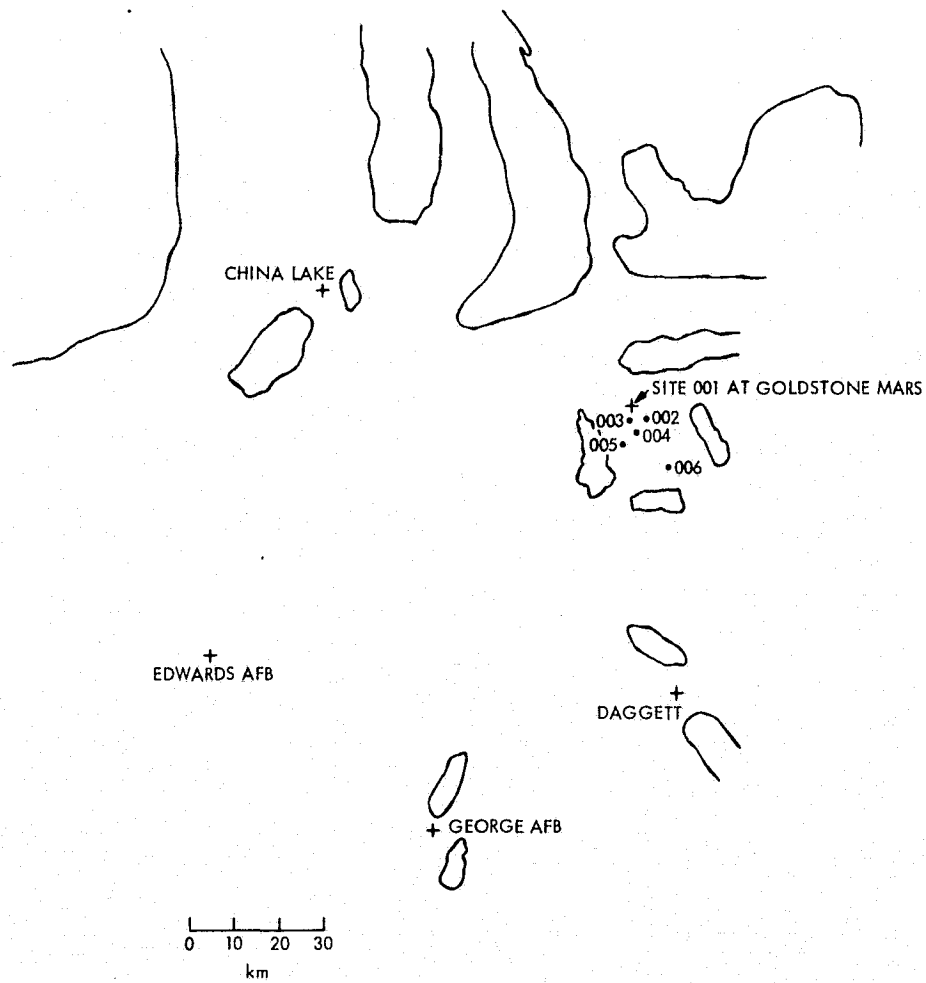 CHINA LAKE
SITE 001 AT GOLDSTONE MARS
003 002
004
005
006
EDWARDS AFB
DAGGETT
GEORGE AFB
0 10 20 30
km